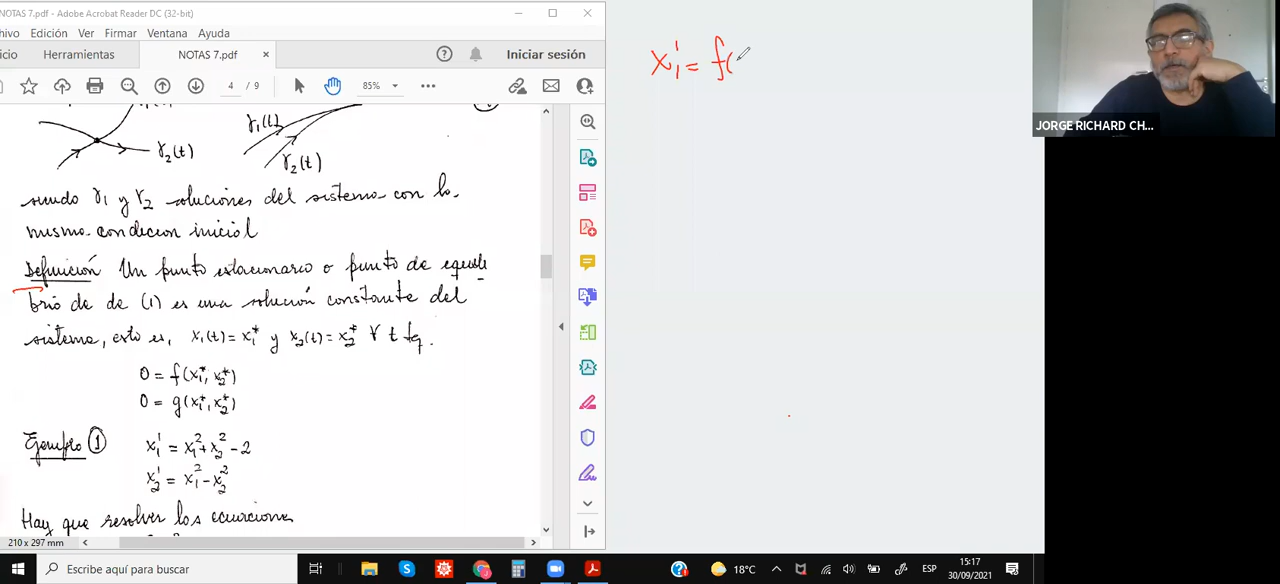 NOTAS 7.pdf - Adobe Acrobat Reader DC (32-bit)
hivo Edición Ver Firmar Ventana Ayuda
icio Herramientas NOTAS 7.pdf × Iniciar sesión
4 / 9 85%
γ1(t)
γ2(t)
γ2(t)
siendo γ1 y γ2 soluciones del sistema con la
misma condicion inicial
Definición Un punto estacionario o punto de equili
brio de de (1) es una solución constante del
sistema, esto es, x1(t) = x1* y x2(t) = x2* ∀ t tq.
0 = f(x1*, x2*)
0 = g(x1*, x2*)
Ejemplo ① x1' = x1² + x2² - 2
x2' = x1² - x2²
Hay que resolver las ecuaciones
210 x 297 mm
x1' = f(
JORGE RICHARD CH...
Escribe aquí para buscar
18°C ESP 15:17
30/09/2021